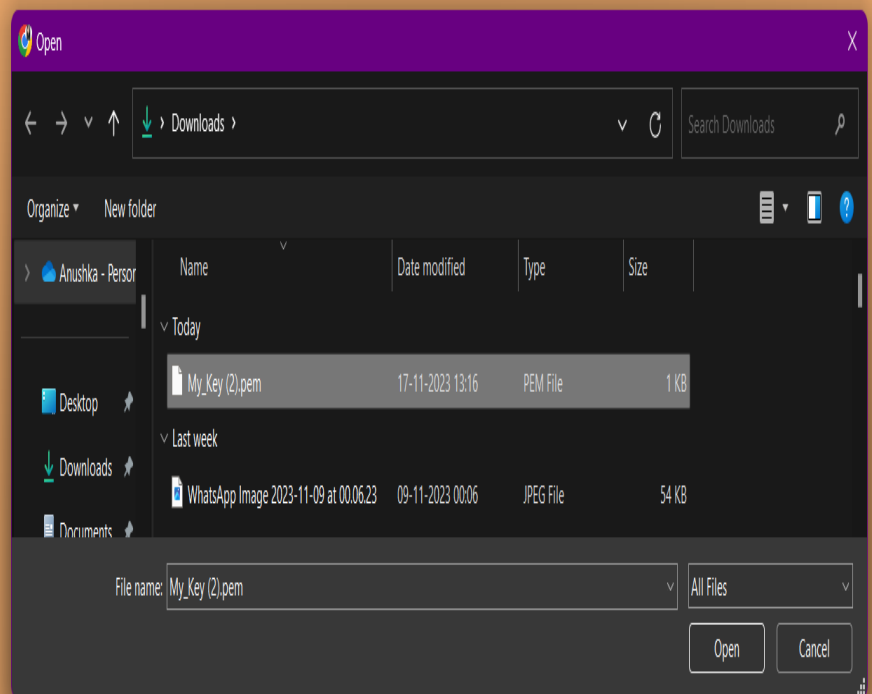 Open
Downloads
Search Downloads
Organize New folder
Anushka - Person
Name Date modified Type Size
Today
My_Key (2).pem 17-11-2023 13:16 PEM File 1 KB
Desktop
Last week
Downloads
WhatsApp Image 2023-11-09 at 00.06.23 09-11-2023 00:06 JPEG File 54 KB
Documents
File name: My_Key (2).pem All Files
Open Cancel